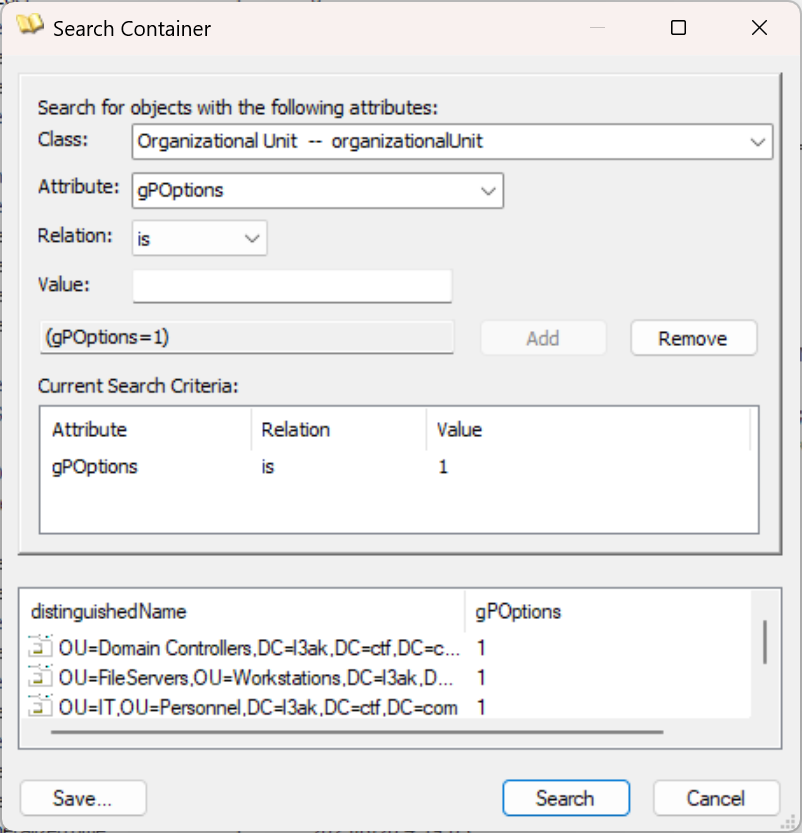 Search Container
Search for objects with the following attributes:
Class: Organizational Unit -- organizationalUnit
Attribute: gPOptions
Relation: is
Value:
(gPOptions=1) Add Remove
Current Search Criteria:
Attribute Relation Value
gPOptions is 1
distinguishedName gPOptions
OU=Domain Controllers,DC=l3ak,DC=ctf,DC=c... 1
OU=FileServers,OU=Workstations,DC=l3ak,D... 1
OU=IT,OU=Personnel,DC=l3ak,DC=ctf,DC=com 1
Save... Search Cancel